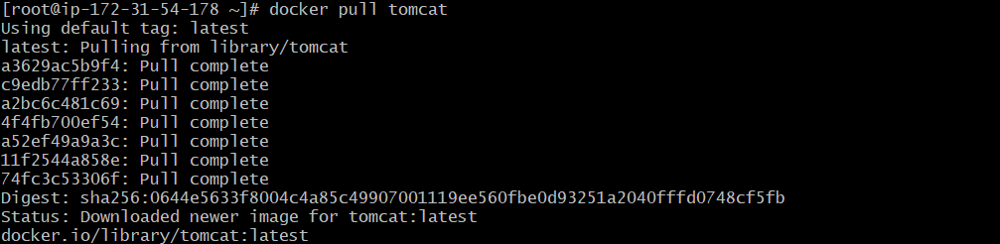 [root@ip-172-31-54-178 ~]# docker pull tomcat
Using default tag: latest
latest: Pulling from library/tomcat
a3629ac5b9f4: Pull complete
c9edb77ff233: Pull complete
a2bc6c481c69: Pull complete
4f4fb700ef54: Pull complete
a52ef49a9a3c: Pull complete
11f2544a858e: Pull complete
74fc3c53306f: Pull complete
Digest: sha256:0644e5633f8004c4a85c49907001119ee560fbe0d93251a2040fffd0748cf5fb
Status: Downloaded newer image for tomcat:latest
docker.io/library/tomcat:latest